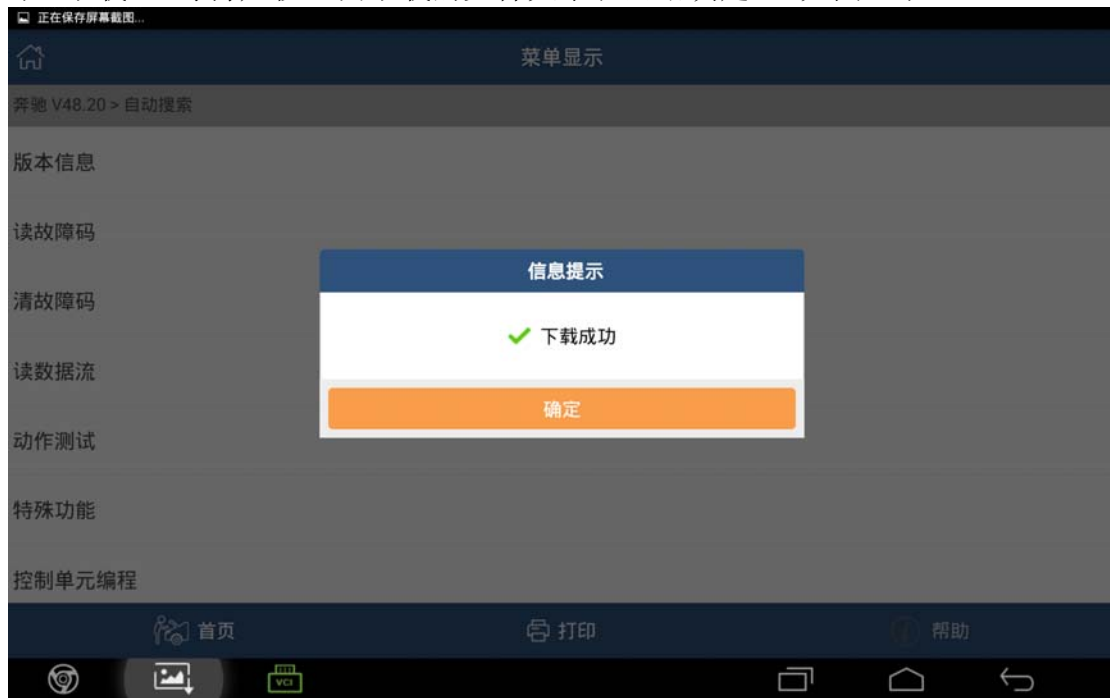 正在保存屏幕截图...
菜单显示
奔驰 V48.20 > 自动搜索
版本信息
读故障码
信息提示
清故障码
下载成功
读数据流
确定
动作测试
特殊功能
控制单元编程
首页 打印 帮助
VCI